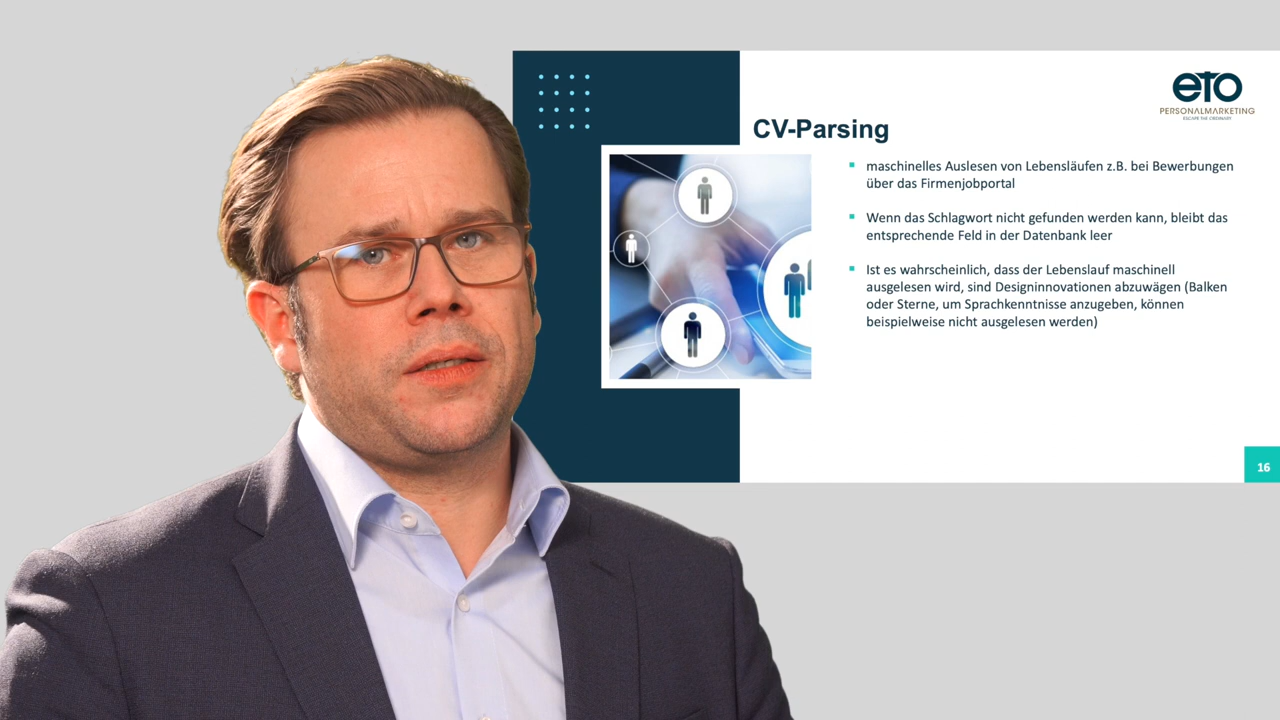 eTO
PERSONALMARKETING
ESCAPE THE ORDINARY
CV-Parsing
maschinelles Auslesen von Lebensläufen z.B. bei Bewerbungen
über das Firmenjobportal
Wenn das Schlagwort nicht gefunden werden kann, bleibt das
entsprechende Feld in der Datenbank leer
Ist es wahrscheinlich, dass der Lebenslauf maschinell
ausgelesen wird, sind Designinnovationen abzuwägen (Balken
oder Sterne, um Sprachkenntnisse anzugeben, können
beispielweise nicht ausgelesen werden)
16